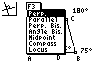 F3
Perp.
Parallel
Perp. Bis.
Angle Bis.
Midpoint
Compass
Locus
180°
C
75°